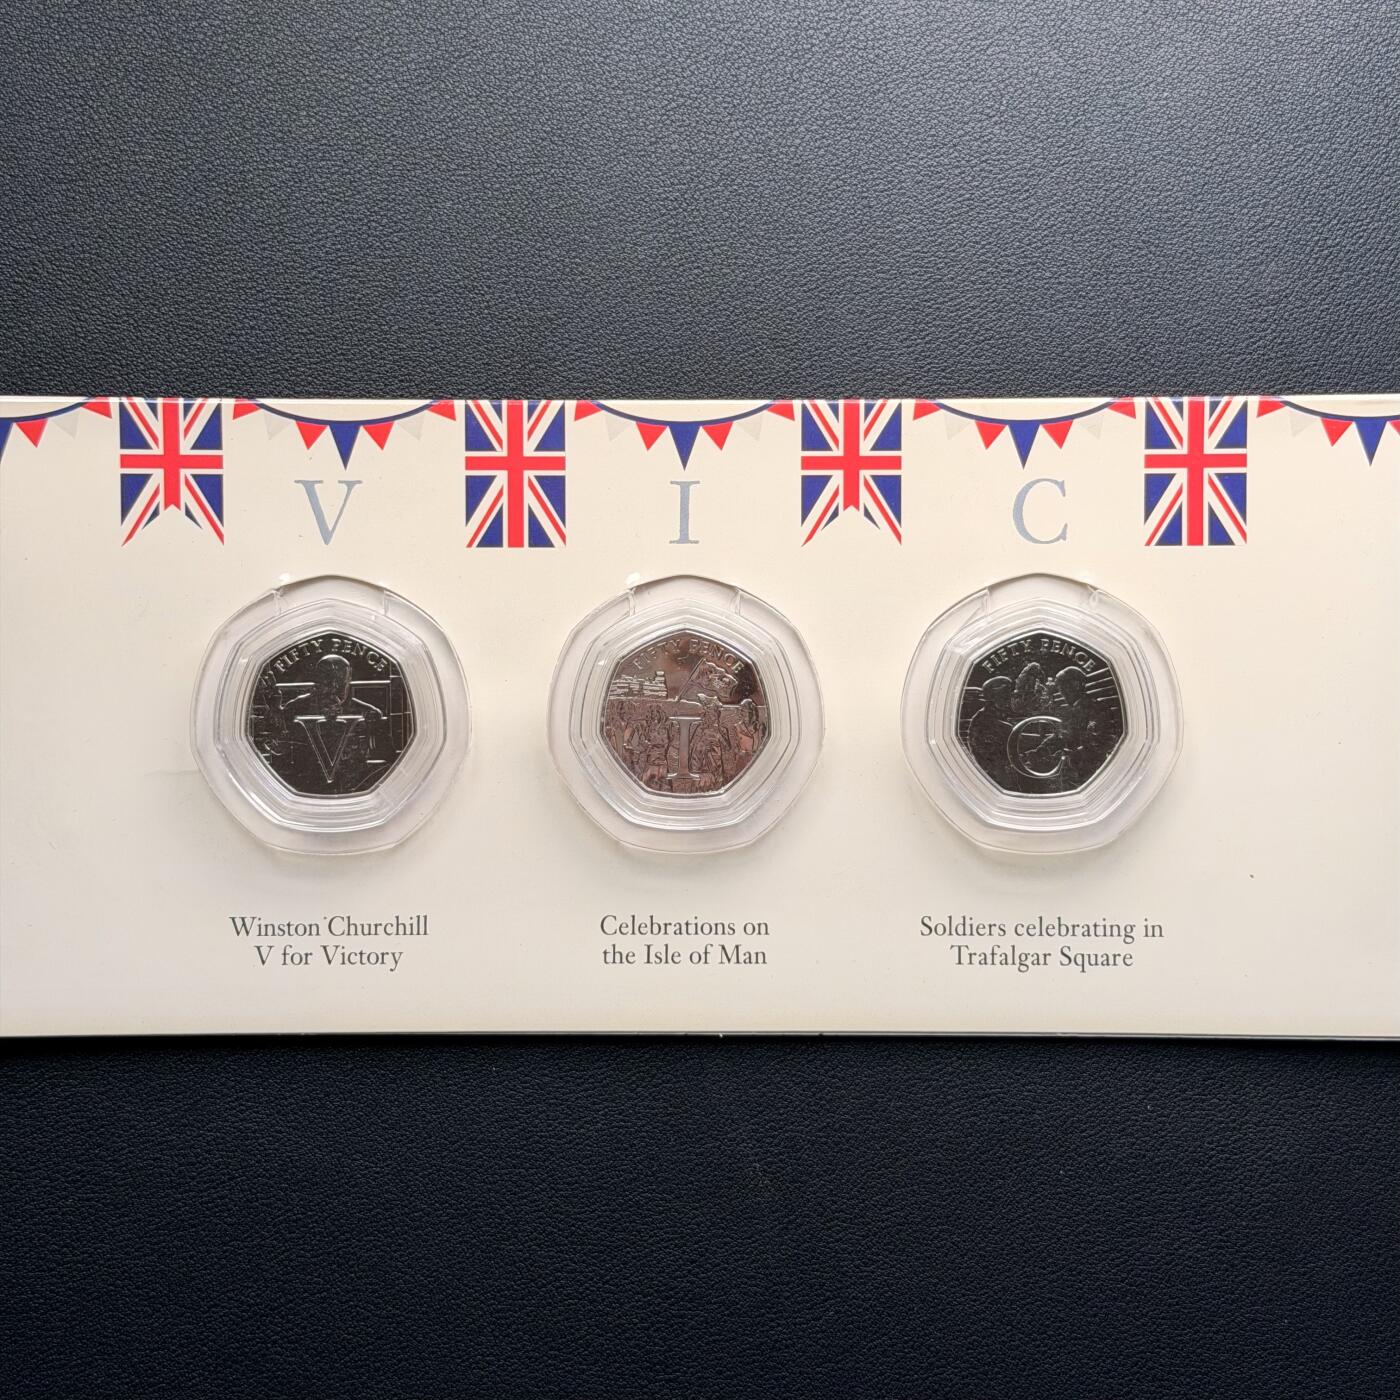 V I C
FIFTY PENCE
V
FIFTY PENCE
I
FIFTY PENCE
C
Winston Churchill
V for Victory
Celebrations on
the Isle of Man
Soldiers celebrating in
Trafalgar Square